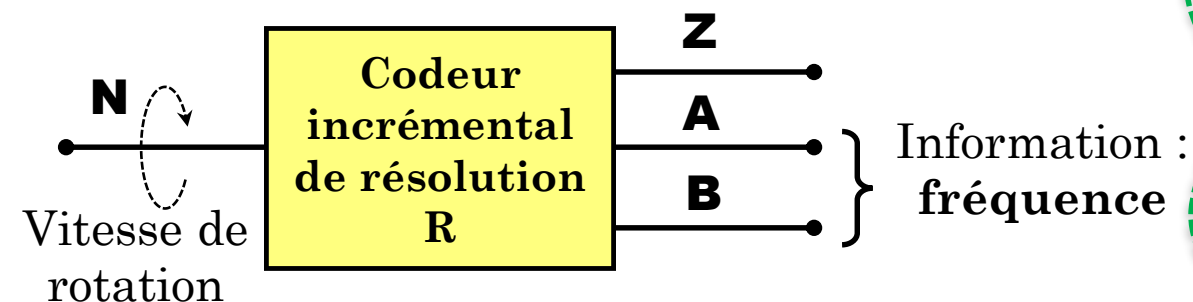 N
Vitesse de
rotation
Codeur
incrémental
de résolution
R
Z
A
B
Information :
fréquence